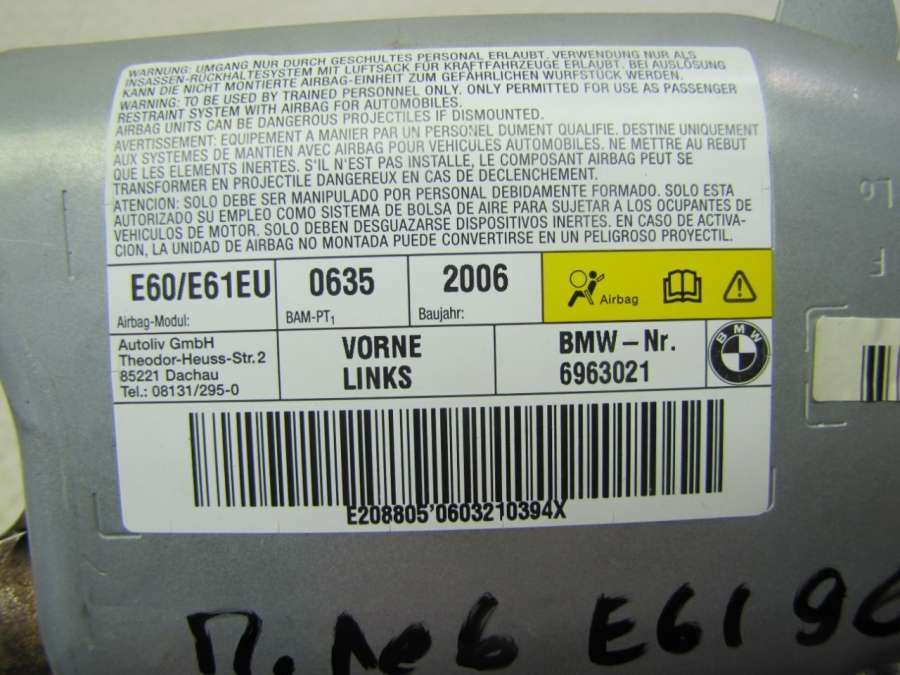 WARNUNG: UMGANG NUR DURCH GESCHULTES PERSONAL ERLAUBT. VERWENDUNG NUR ALS
INSASSEN-RÜCKHALTESYSTEM MIT LUFTSACK FÜR KRAFTFAHRZEUGE ERLAUBT. BEI AUSLÖSUNG
KANN DIE NICHT MONTIERTE AIRBAG-EINHEIT ZUM GEFÄHRLICHEN WURFSTÜCK WERDEN.
WARNING: TO BE USED BY TRAINED PERSONNEL ONLY. ONLY PERMITTED FOR USE AS PASSENGER
RESTRAINT SYSTEM WITH AIRBAG FOR AUTOMOBILES.
AIRBAG UNITS CAN BE DANGEROUS PROJECTILES IF DISMOUNTED.
AVERTISSEMENT: EQUIPEMENT A MANIER PAR UN PERSONEL DUMENT QUALIFIE. DESTINE UNIQUEMENT
AUX SYSTEMES DE MANTIEN AVEC AIRBAG POUR VEHICULES AUTOMOBILES. NE METTRE AU REBUT
QUE LES ELEMENTS INERTES. S'IL N'EST PAS INSTALLE, LE COMPOSANT AIRBAG PEUT SE
TRANSFORMER EN PROJECTILE DANGEREUX EN CAS DE DECLENCHEMENT.
ATENCION: SOLO DEBE SER MANIPULADO POR PERSONAL DEBIDAMENTE FORMADO. SOLO ESTA
AUTORIZADO SU EMPLEO COMO SISTEMA DE BOLSA DE AIRE PARA SUJETAR A LOS OCUPANTES DE
VEHICULOS DE MOTOR. SOLO DEBEN DESGUAZARSE DISPOSITIVOS INERTES. EN CASO DE ACTIVA-
CION, LA UNIDAD DE AIRBAG NO MONTADA PUEDE CONVERTIRSE EN UN PELIGROSO PROYECTIL.
E60/E61EU 0635 2006 Airbag
Airbag-Modul: BAM-PT1 Baujahr:
Autoliv GmbH
Theodor-Heuss-Str.2
85221 Dachau
Tel.: 08131/295-0
VORNE
LINKS
BMW-Nr.
6963021
BMW
E208805'0603210394X
E61 96
L6
F